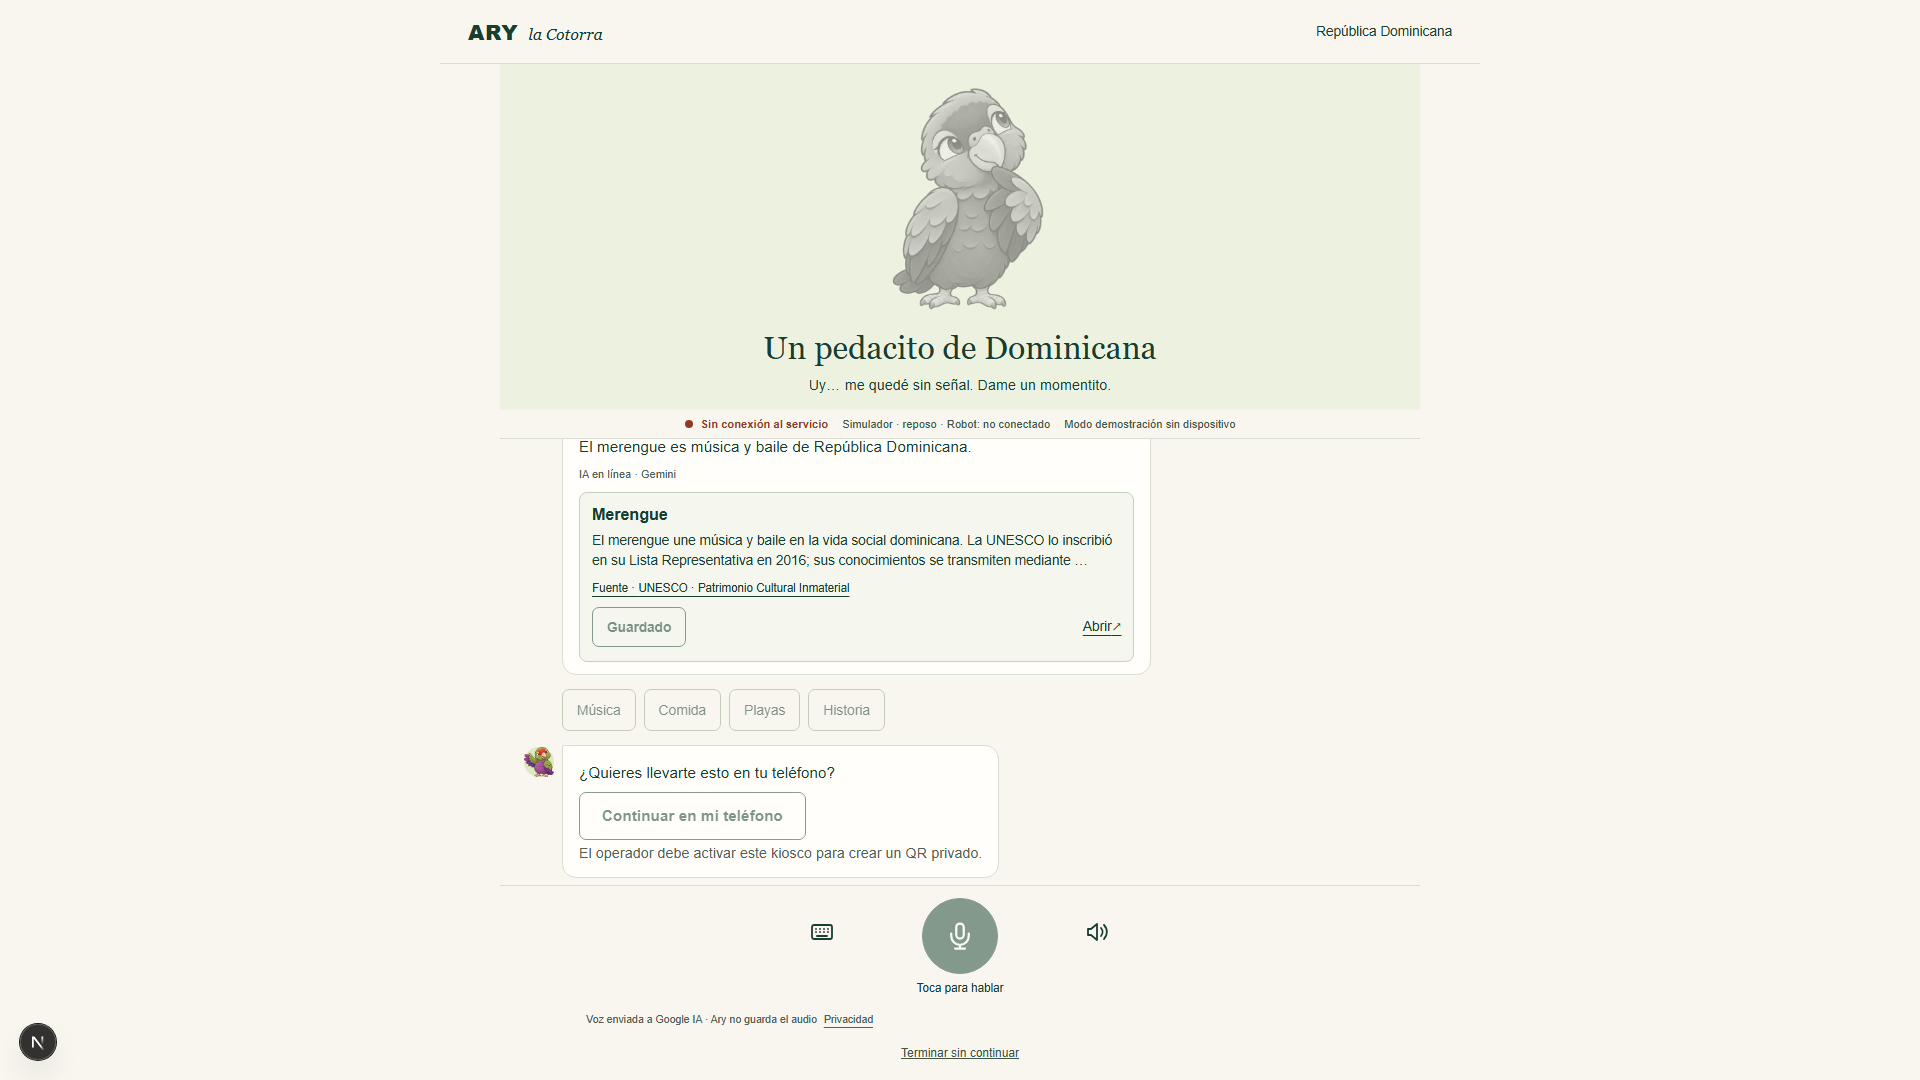 ARY la Cotorra
República Dominicana
Un pedacito de Dominicana
Uy… me quedé sin señal. Dame un momentito.
Sin conexión al servicio Simulador · reposo · Robot: no conectado Modo demostración sin dispositivo
El merengue es música y baile de República Dominicana.
IA en línea · Gemini
Merengue
El merengue une música y baile en la vida social dominicana. La UNESCO lo inscribió
en su Lista Representativa en 2016; sus conocimientos se transmiten mediante …
Fuente · UNESCO · Patrimonio Cultural Inmaterial
Guardado
Abrir↗
Música Comida Playas Historia
¿Quieres llevarte esto en tu teléfono?
Continuar en mi teléfono
El operador debe activar este kiosco para crear un QR privado.
Toca para hablar
Voz enviada a Google IA · Ary no guarda el audio Privacidad
N
Terminar sin continuar